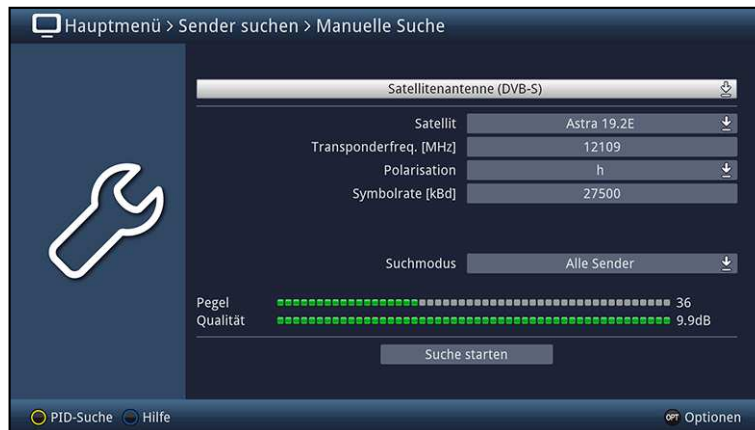 Hauptmenü > Sender suchen > Manuelle Suche
Satellitenantenne (DVB-S)
Satellit Astra 19.2E
Transponderfreq. [MHz] 12109
Polarisation h
Symbolrate [kBd] 27500
Suchmodus Alle Sender
Pegel 36
Qualität 9.9dB
Suche starten
PID-Suche Hilfe OPT Optionen